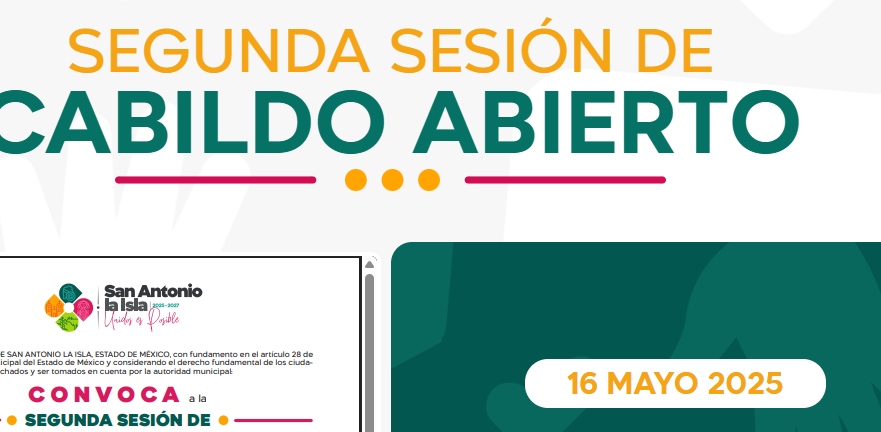 SEGUNDA SESIÓN DE
CABILDO ABIERTO
San Antonio
la Isla 2025-2027
Unidos es Posible
DE SAN ANTONIO LA ISLA, ESTADO DE MÉXICO, con fundamento en el artículo 28 de
icipal del Estado de México y considerando el derecho fundamental de los ciuda-
chados y ser tomados en cuenta por la autoridad municipal:
CONVOCA a la
SEGUNDA SESIÓN DE
16 MAYO 2025